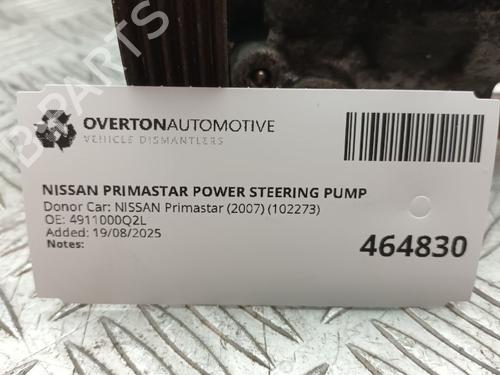 OVERTONAUTOMOTIVE
VEHICLE DISMANTLERS
NISSAN PRIMASTAR POWER STEERING PUMP
Donor Car: NISSAN Primastar (2007) (102273)
OE: 4911000Q2L
Added: 19/08/2025
Notes:
464830
B-PARTS